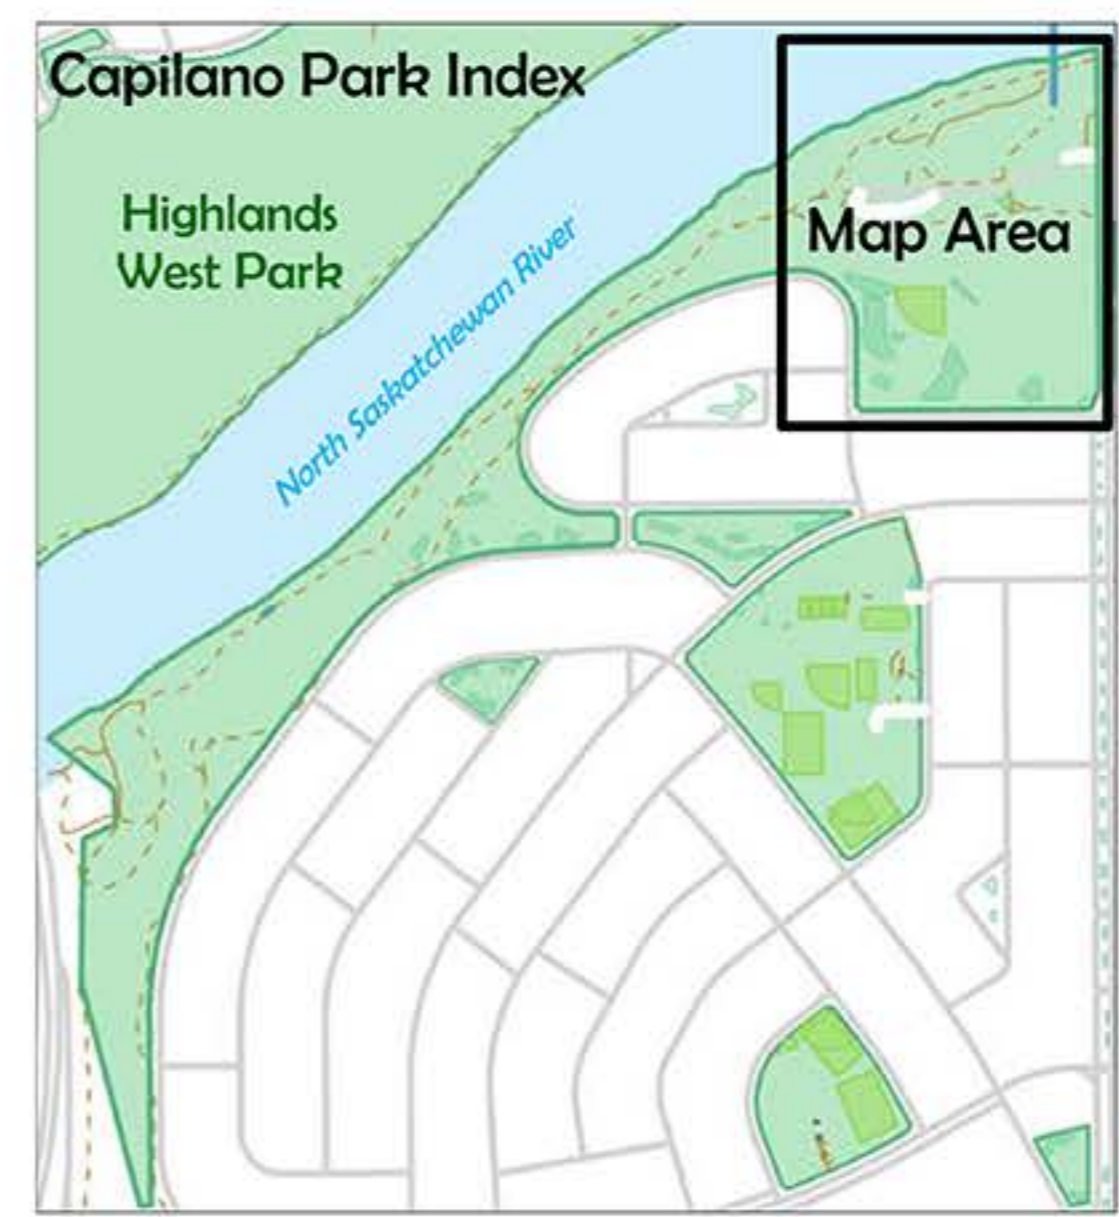 Capilano Park Index
Highlands
West Park
North Saskatchewan River
Map Area